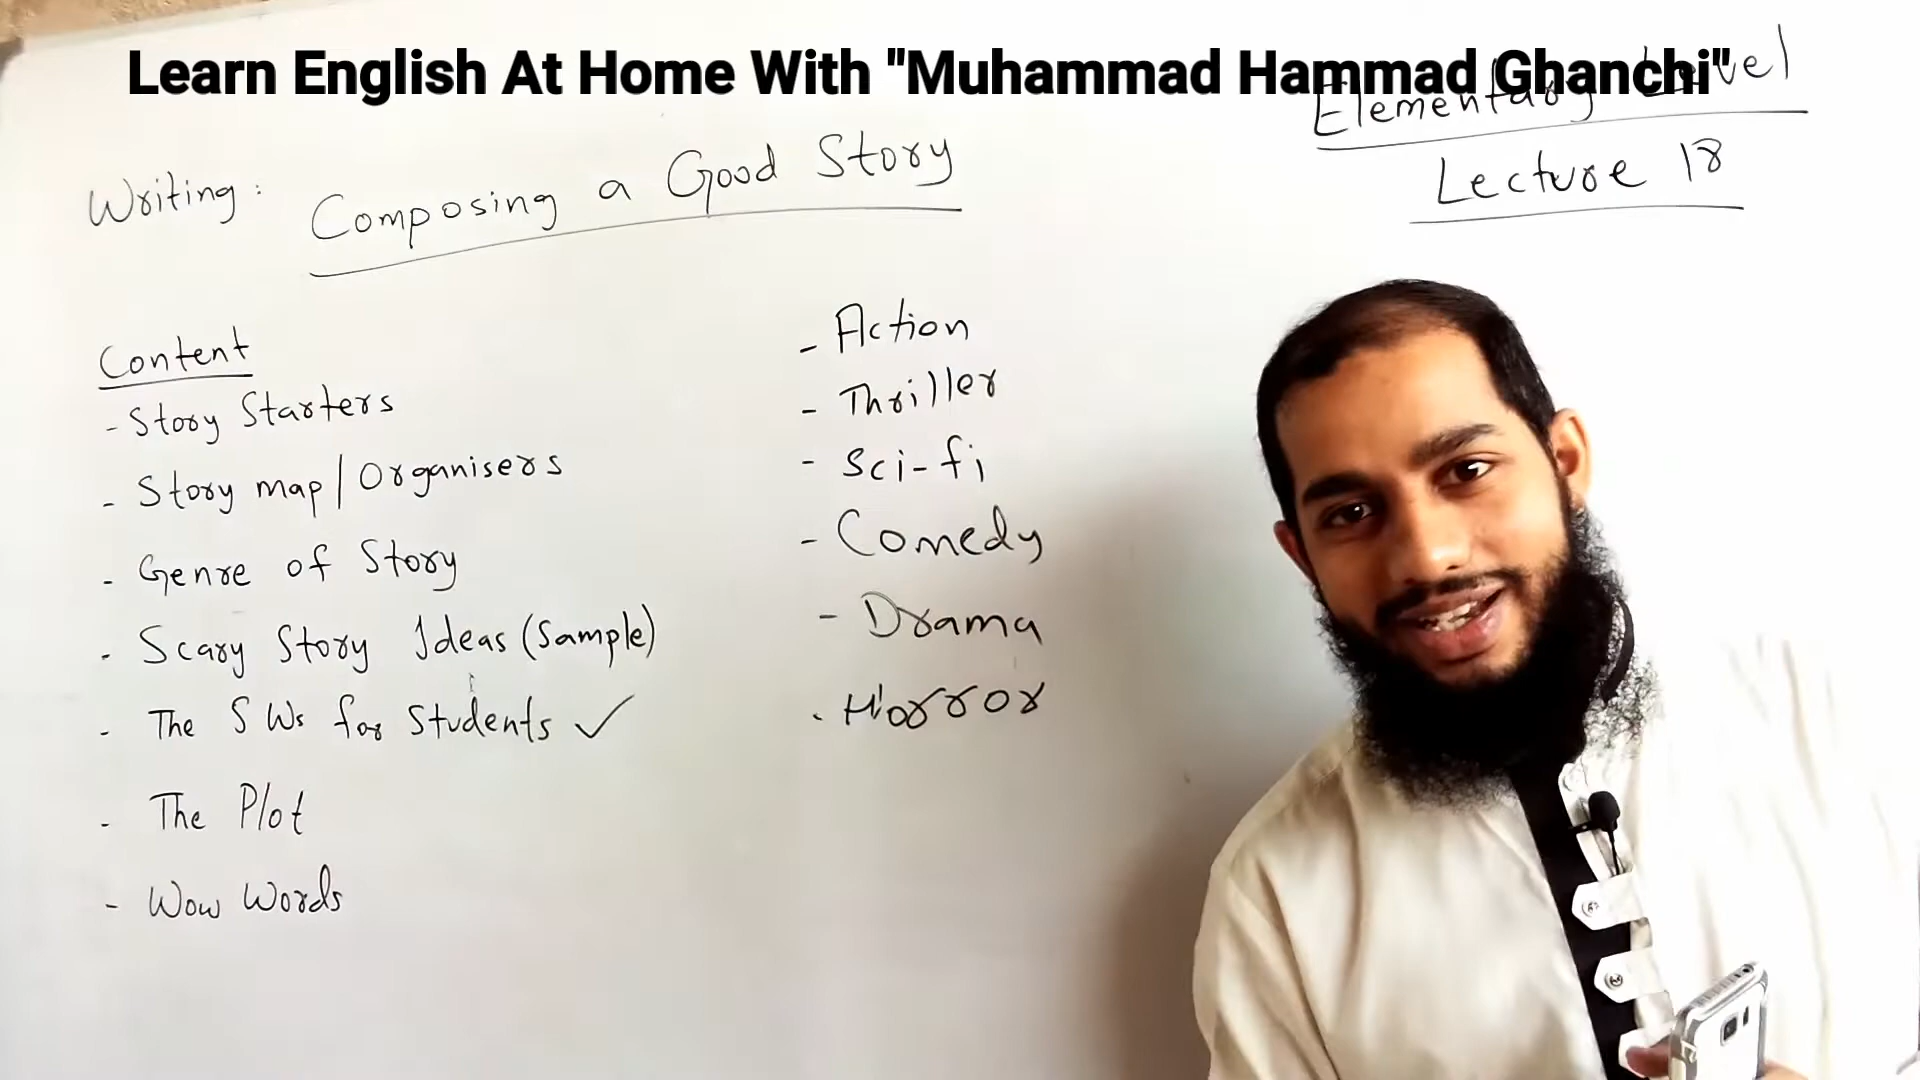 Learn English At Home With "Muhammad Hammad Ghanchi"
Elementary Level
Lecture 18
Writing: Composing a Good Story
Content
- Story Starters
- Story map/Organisers
- Genre of Story
- Scary Story Ideas (Sample)
- The 5 Ws for Students ✓
- The Plot
- Wow Words
- Action
- Thriller
- Sci-fi
- Comedy
- Drama
- Horror